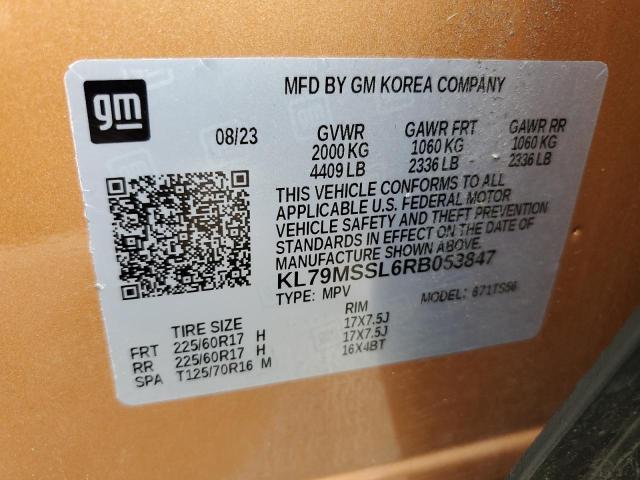 gm
MFD BY GM KOREA COMPANY
08/23 GVWR GAWR FRT GAWR RR
2000 KG 1060 KG 1060 KG
4409 LB 2336 LB 2336 LB
THIS VEHICLE CONFORMS TO ALL
APPLICABLE U.S. FEDERAL MOTOR
VEHICLE SAFETY AND THEFT PREVENTION
STANDARDS IN EFFECT ON THE DATE OF
MANUFACTURE SHOWN ABOVE.
KL79MSSL6RB053847
TYPE: MPV MODEL: 671TS56
TIRE SIZE RIM
FRT 225/60R17 H 17X7.5J
RR 225/60R17 H 17X7.5J
SPA T125/70R16 M 16X4BT